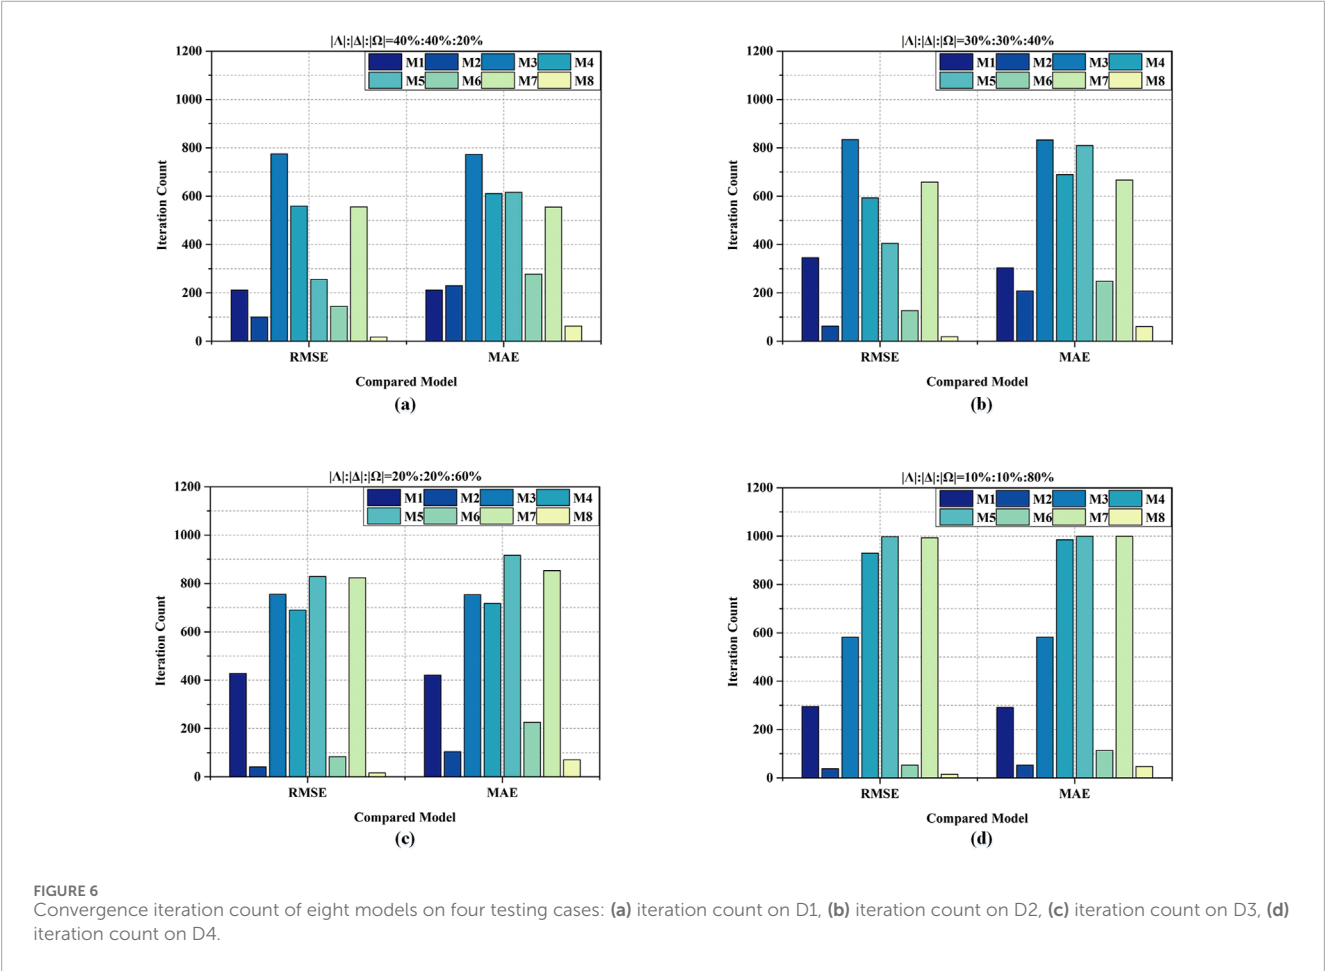 |Λ|:|Δ|:|Ω|=40%:40%:20%
1200
1000
800
600
400
200
0
Iteration Count
M1 M2 M3 M4
M5 M6 M7 M8
RMSE MAE
Compared Model
(a)
|Λ|:|Δ|:|Ω|=30%:30%:40%
1200
1000
800
600
400
200
0
Iteration Count
M1 M2 M3 M4
M5 M6 M7 M8
RMSE MAE
Compared Model
(b)
|Λ|:|Δ|:|Ω|=20%:20%:60%
1200
1000
800
600
400
200
0
Iteration Count
M1 M2 M3 M4
M5 M6 M7 M8
RMSE MAE
Compared Model
(c)
|Λ|:|Δ|:|Ω|=10%:10%:80%
1200
1000
800
600
400
200
0
Iteration Count
M1 M2 M3 M4
M5 M6 M7 M8
RMSE MAE
Compared Model
(d)
FIGURE 6
Convergence iteration count of eight models on four testing cases: (a) iteration count on D1, (b) iteration count on D2, (c) iteration count on D3, (d)
iteration count on D4.